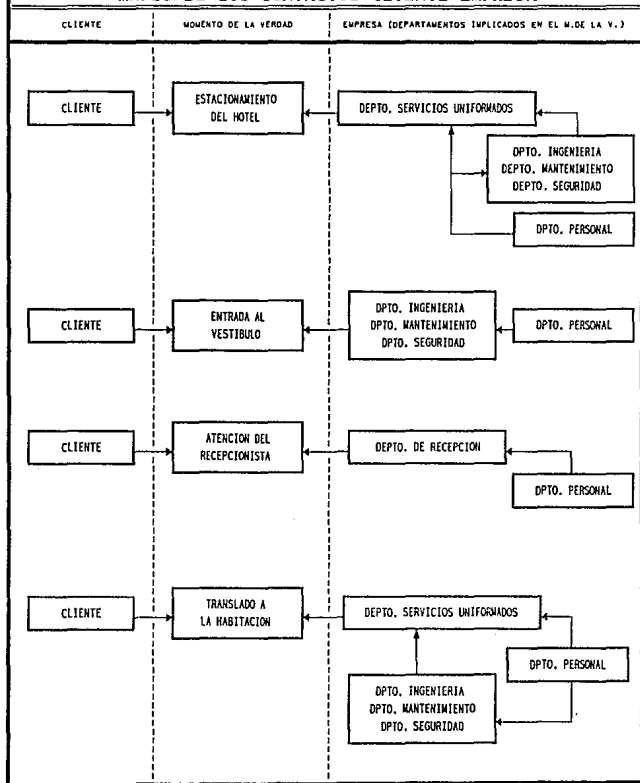 CLIENTE
MOMENTO DE LA VERDAD
EMPRESA (DEPARTAMENTOS IMPLICADOS EN EL M.DE LA V.)
CLIENTE
ESTACIONAMIENTO
DEL HOTEL
DEPTO. SERVICIOS UNIFORMADOS
DPTO. INGENIERIA
DEPTO. MANTENIMIENTO
DEPTO. SEGURIDAD
DPTO. PERSONAL
CLIENTE
ENTRADA AL
VESTIBULO
DPTO. INGENIERIA
DPTO. MANTENIMIENTO
DPTO. SEGURIDAD
DPTO. PERSONAL
CLIENTE
ATENCION DEL
RECEPCIONISTA
DEPTO. DE RECEPCION
DPTO. PERSONAL
CLIENTE
TRANSLADO A
LA HABITACION
DEPTO. SERVICIOS UNIFORMADOS
DPTO. PERSONAL
DPTO. INGENIERIA
DPTO. MANTENIMIENTO
DPTO. SEGURIDAD